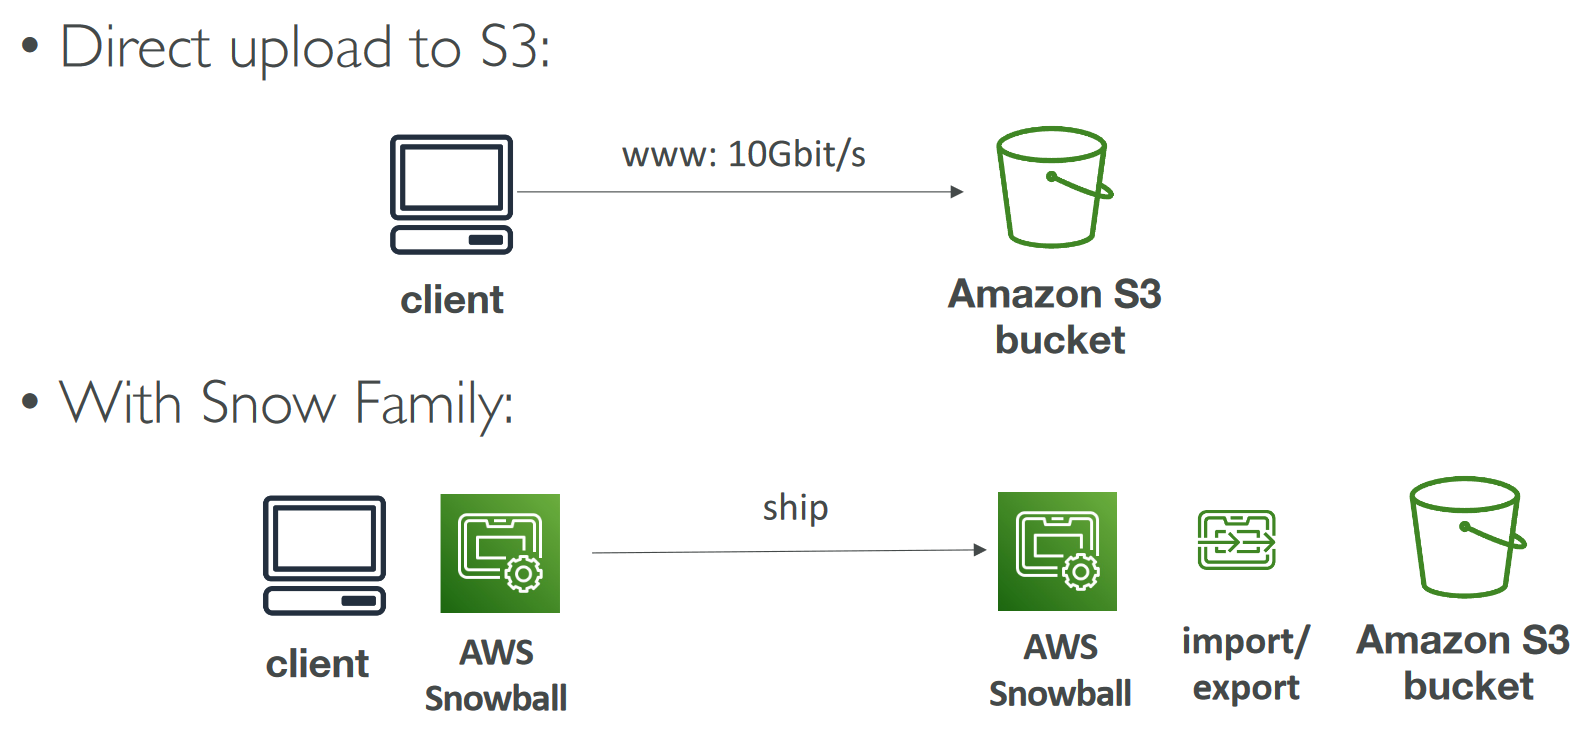 • Direct upload to S3:
www: 10Gbit/s
client
Amazon S3
bucket
• With Snow Family:
ship
client
AWS
Snowball
AWS
Snowball
import/
export
Amazon S3
bucket